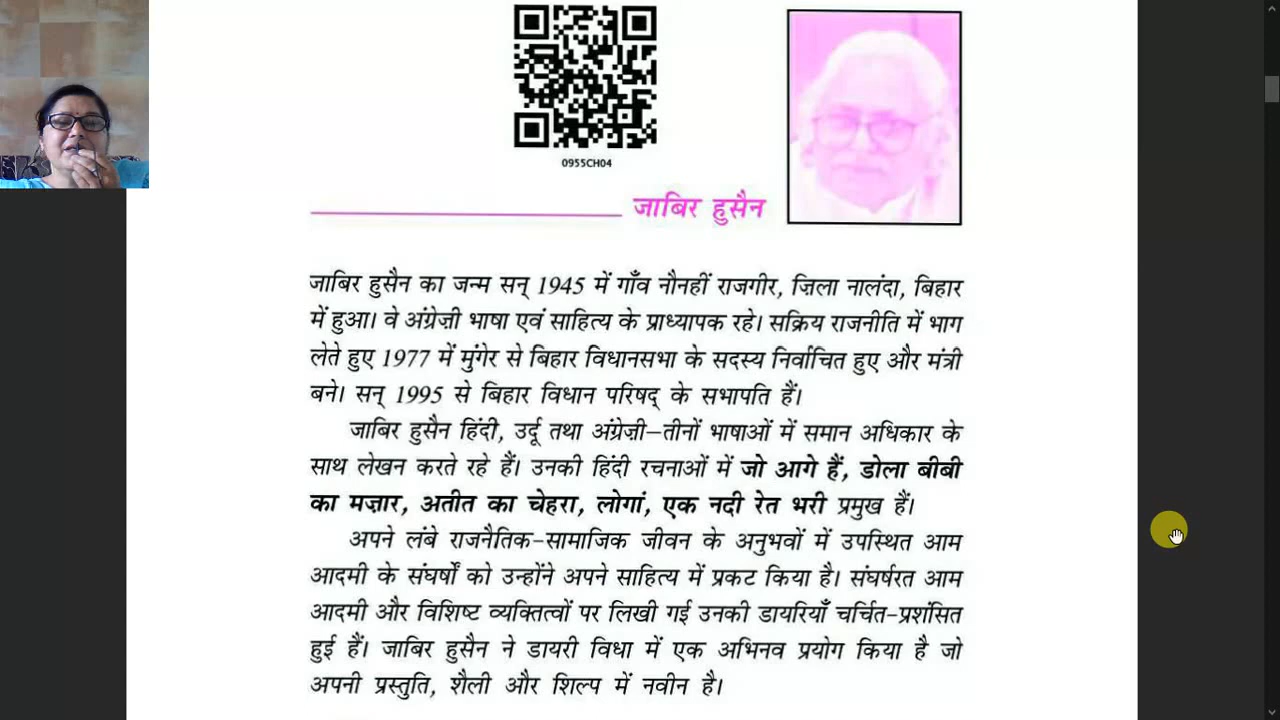 0955CH04
जाबिर हुसैन
जाबिर हुसैन का जन्म सन् 1945 में गाँव नौनहीं राजगीर, ज़िला नालंदा, बिहार
में हुआ। वे अंग्रेज़ी भाषा एवं साहित्य के प्राध्यापक रहे। सक्रिय राजनीति में भाग
लेते हुए 1977 में मुंगेर से बिहार विधानसभा के सदस्य निर्वाचित हुए और मंत्री
बने। सन् 1995 से बिहार विधान परिषद् के सभापति हैं।
जाबिर हुसैन हिंदी, उर्दू तथा अंग्रेज़ी–तीनों भाषाओं में समान अधिकार के
साथ लेखन करते रहे हैं। उनकी हिंदी रचनाओं में जो आगे हैं, डोला बीबी
का मज़ार, अतीत का चेहरा, लोगां, एक नदी रेत भरी प्रमुख हैं।
अपने लंबे राजनैतिक-सामाजिक जीवन के अनुभवों में उपस्थित आम
आदमी के संघर्षों को उन्होंने अपने साहित्य में प्रकट किया है। संघर्षरत आम
आदमी और विशिष्ट व्यक्तित्वों पर लिखी गई उनकी डायरियाँ चर्चित-प्रशंसित
हुई हैं। जाबिर हुसैन ने डायरी विधा में एक अभिनव प्रयोग किया है जो
अपनी प्रस्तुति, शैली और शिल्प में नवीन है।